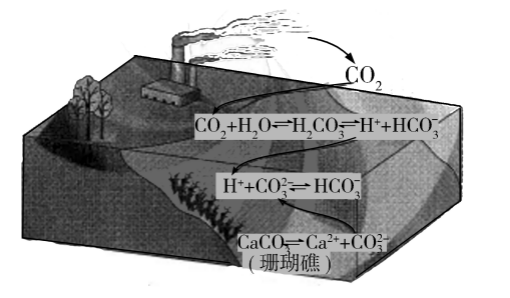 CO₂
CO₂+H₂O⇌H₂CO₃⇌H⁺+HCO₃⁻
H⁺+CO₃²⁻⇌HCO₃⁻
CaCO₃⇌Ca²⁺+CO₃²⁻
(珊瑚礁)